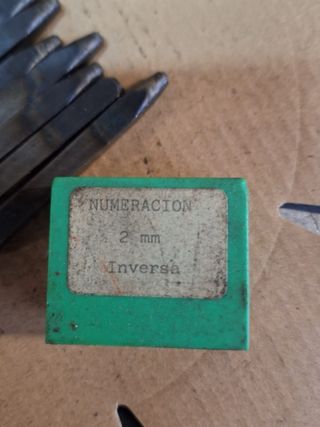 NUMERACION
2 mm
Inversa